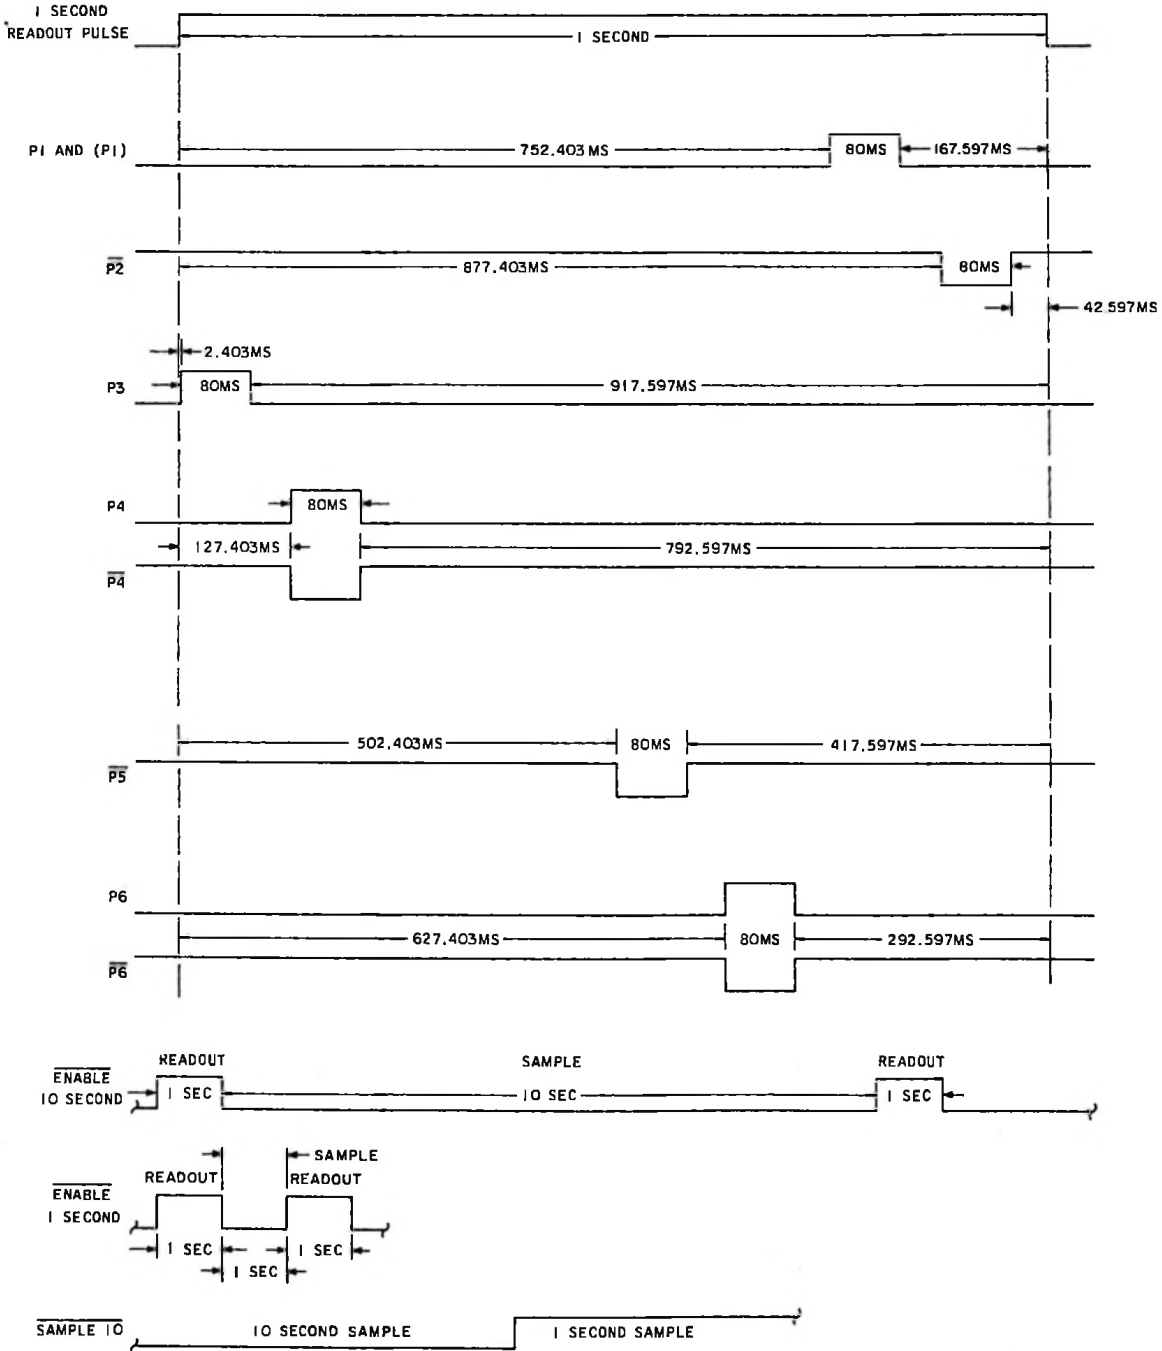 1 SECOND
READOUT PULSE
1 SECOND
P1 AND (P1)
752.403 MS
80MS
167.597MS
P2
877.403MS
80MS
42.597MS
2.403MS
P3
80MS
917.597MS
P4
80MS
127.403MS
792.597MS
P4
502.403MS
80MS
417.597MS
P5
P6
627.403MS
80MS
292.597MS
P6
READOUT
SAMPLE
READOUT
ENABLE
10 SECOND
1 SEC
10 SEC
1 SEC
SAMPLE
READOUT
READOUT
ENABLE
1 SECOND
1 SEC
1 SEC
1 SEC
SAMPLE 10
10 SECOND SAMPLE
1 SECOND SAMPLE